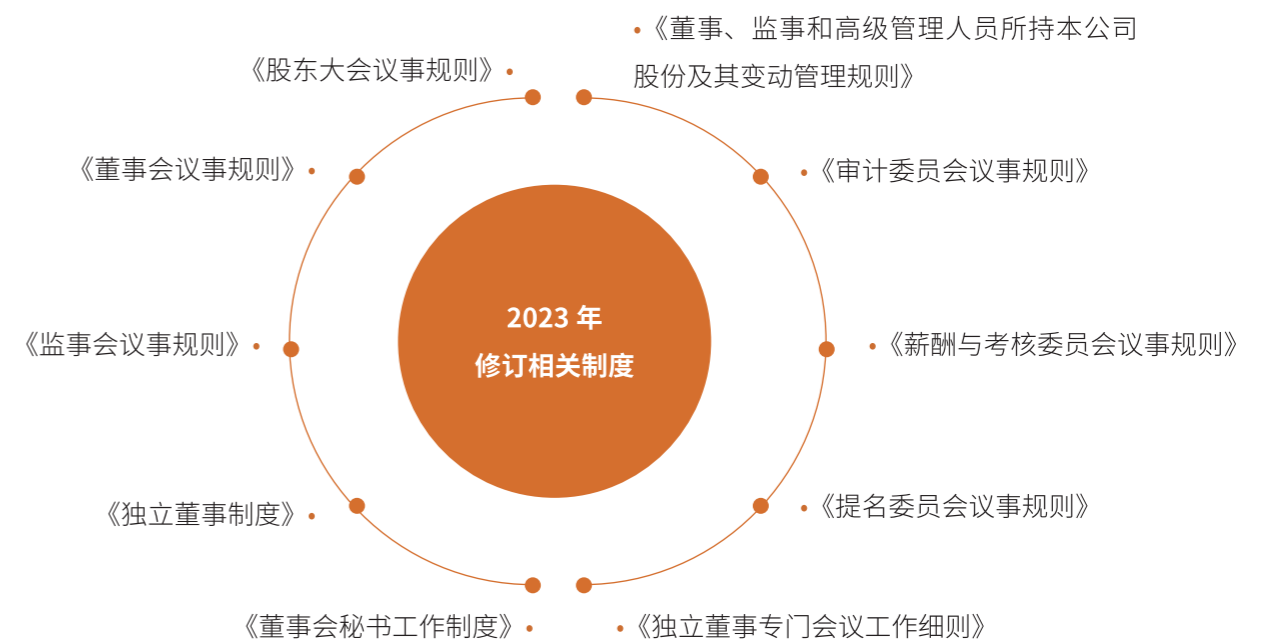 •《董事、监事和高级管理人员所持本公司
股份及其变动管理规则》
《股东大会议事规则》•
《董事会议事规则》•
•《审计委员会议事规则》
2023 年
修订相关制度
《监事会议事规则》•
•《薪酬与考核委员会议事规则》
《独立董事制度》•
•《提名委员会议事规则》
《董事会秘书工作制度》•
•《独立董事专门会议工作细则》